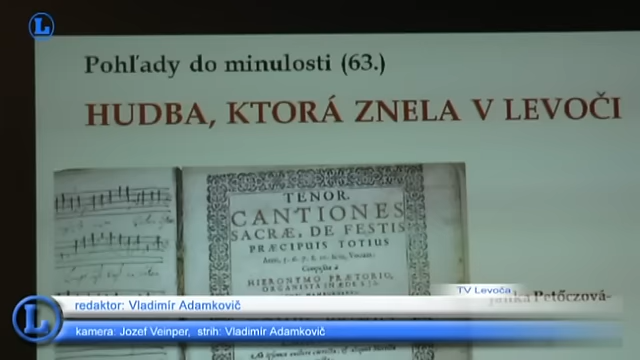 L
Pohľady do minulosti (63.)
HUDBA, KTORÁ ZNELA V LEVOČI
TENOR.
CANTIONES
SACRÆ, DE FESTIS
PRÆCIPUIS TOTIUS
HIERONYMO PRÆTORIO,
TV Levoča
Janka Petőczová-
redaktor: Vladimír Adamkovič
L
kamera: Jozef Veinper, strih: Vladimír Adamkovič